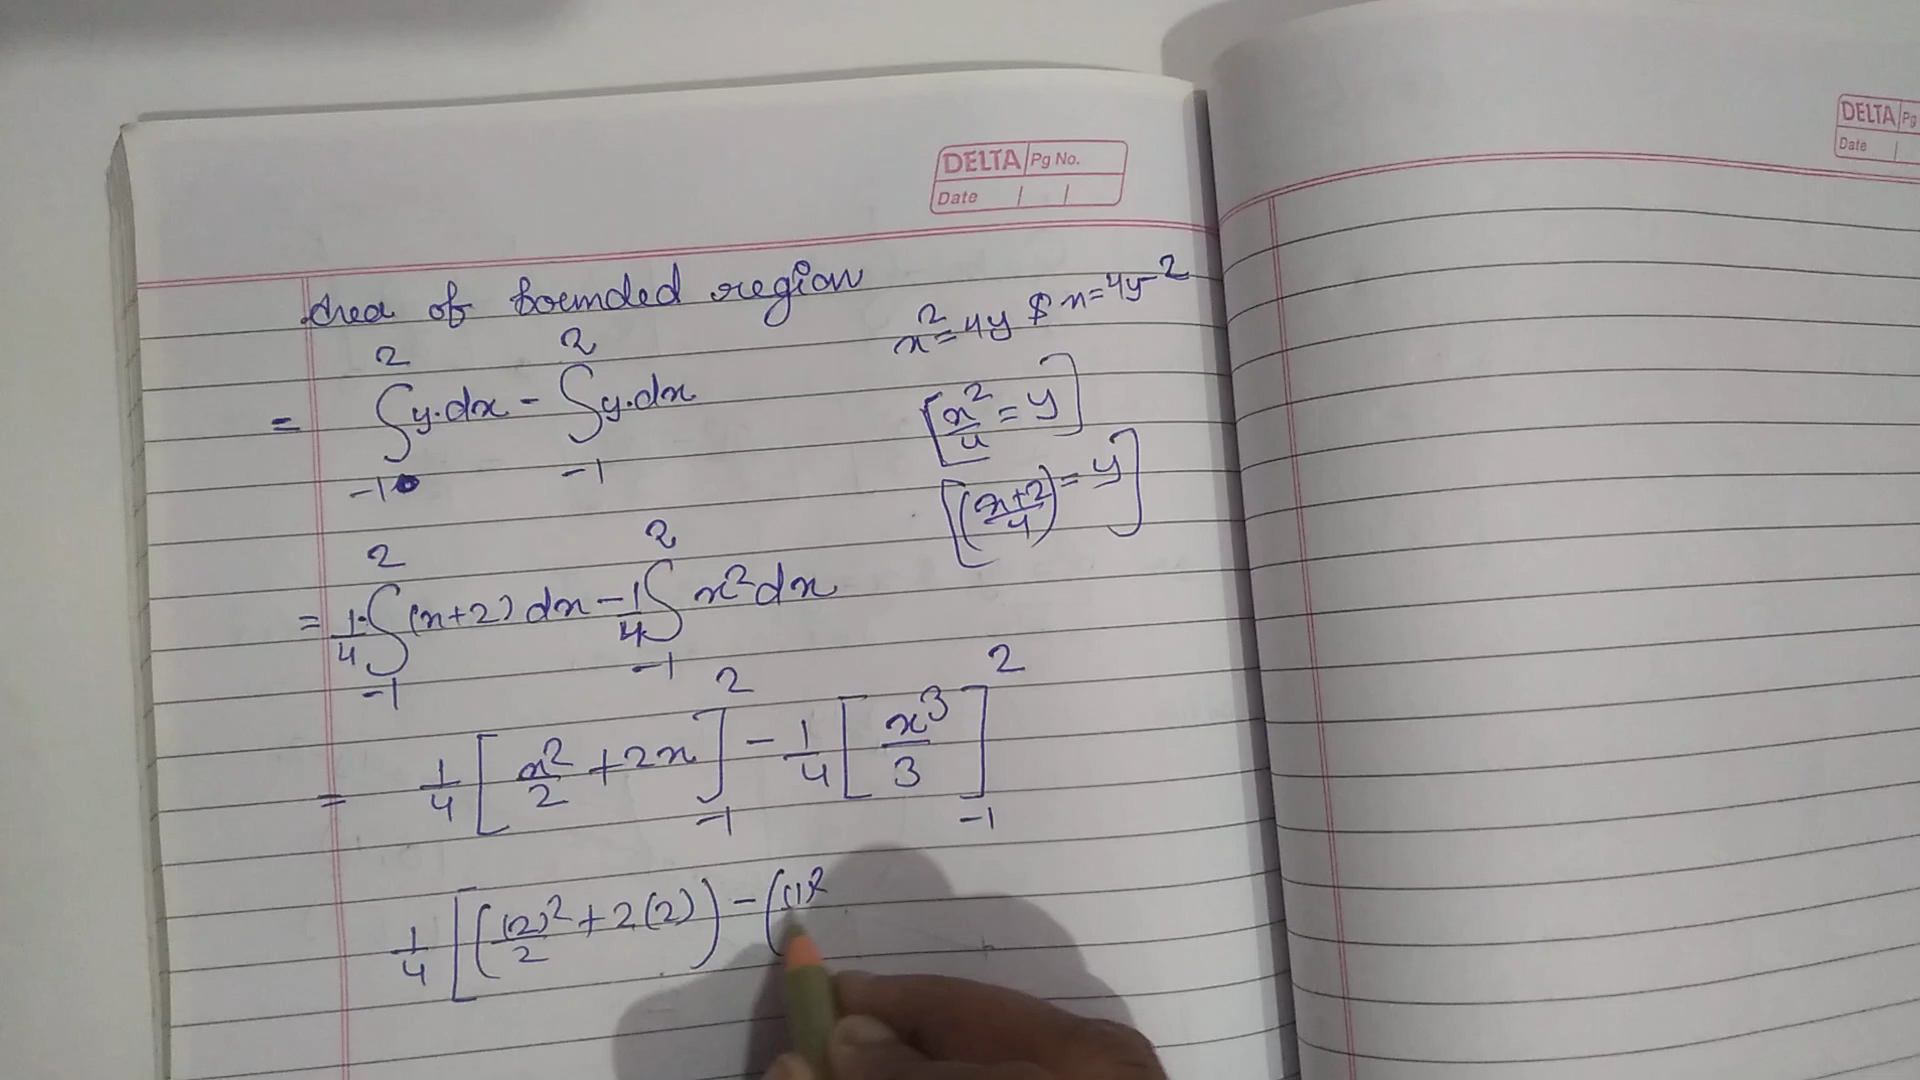 DELTA Pg No.
Date
DELTA Pg
Date
Area of bounded region
x² = 4y $ x = 4y-2
= ∫₋₁² y.dx - ∫₋₁² y.dx
[x²/4 = y]
[(x+2/4) = y]
= 1/4 ∫₋₁² (x+2) dx - 1/4 ∫₋₁² x² dx
= 1/4 [x²/2 + 2x]₋₁² - 1/4 [x³/3]₋₁²
1/4 [((2)²/2 + 2(2)) - ((1)²